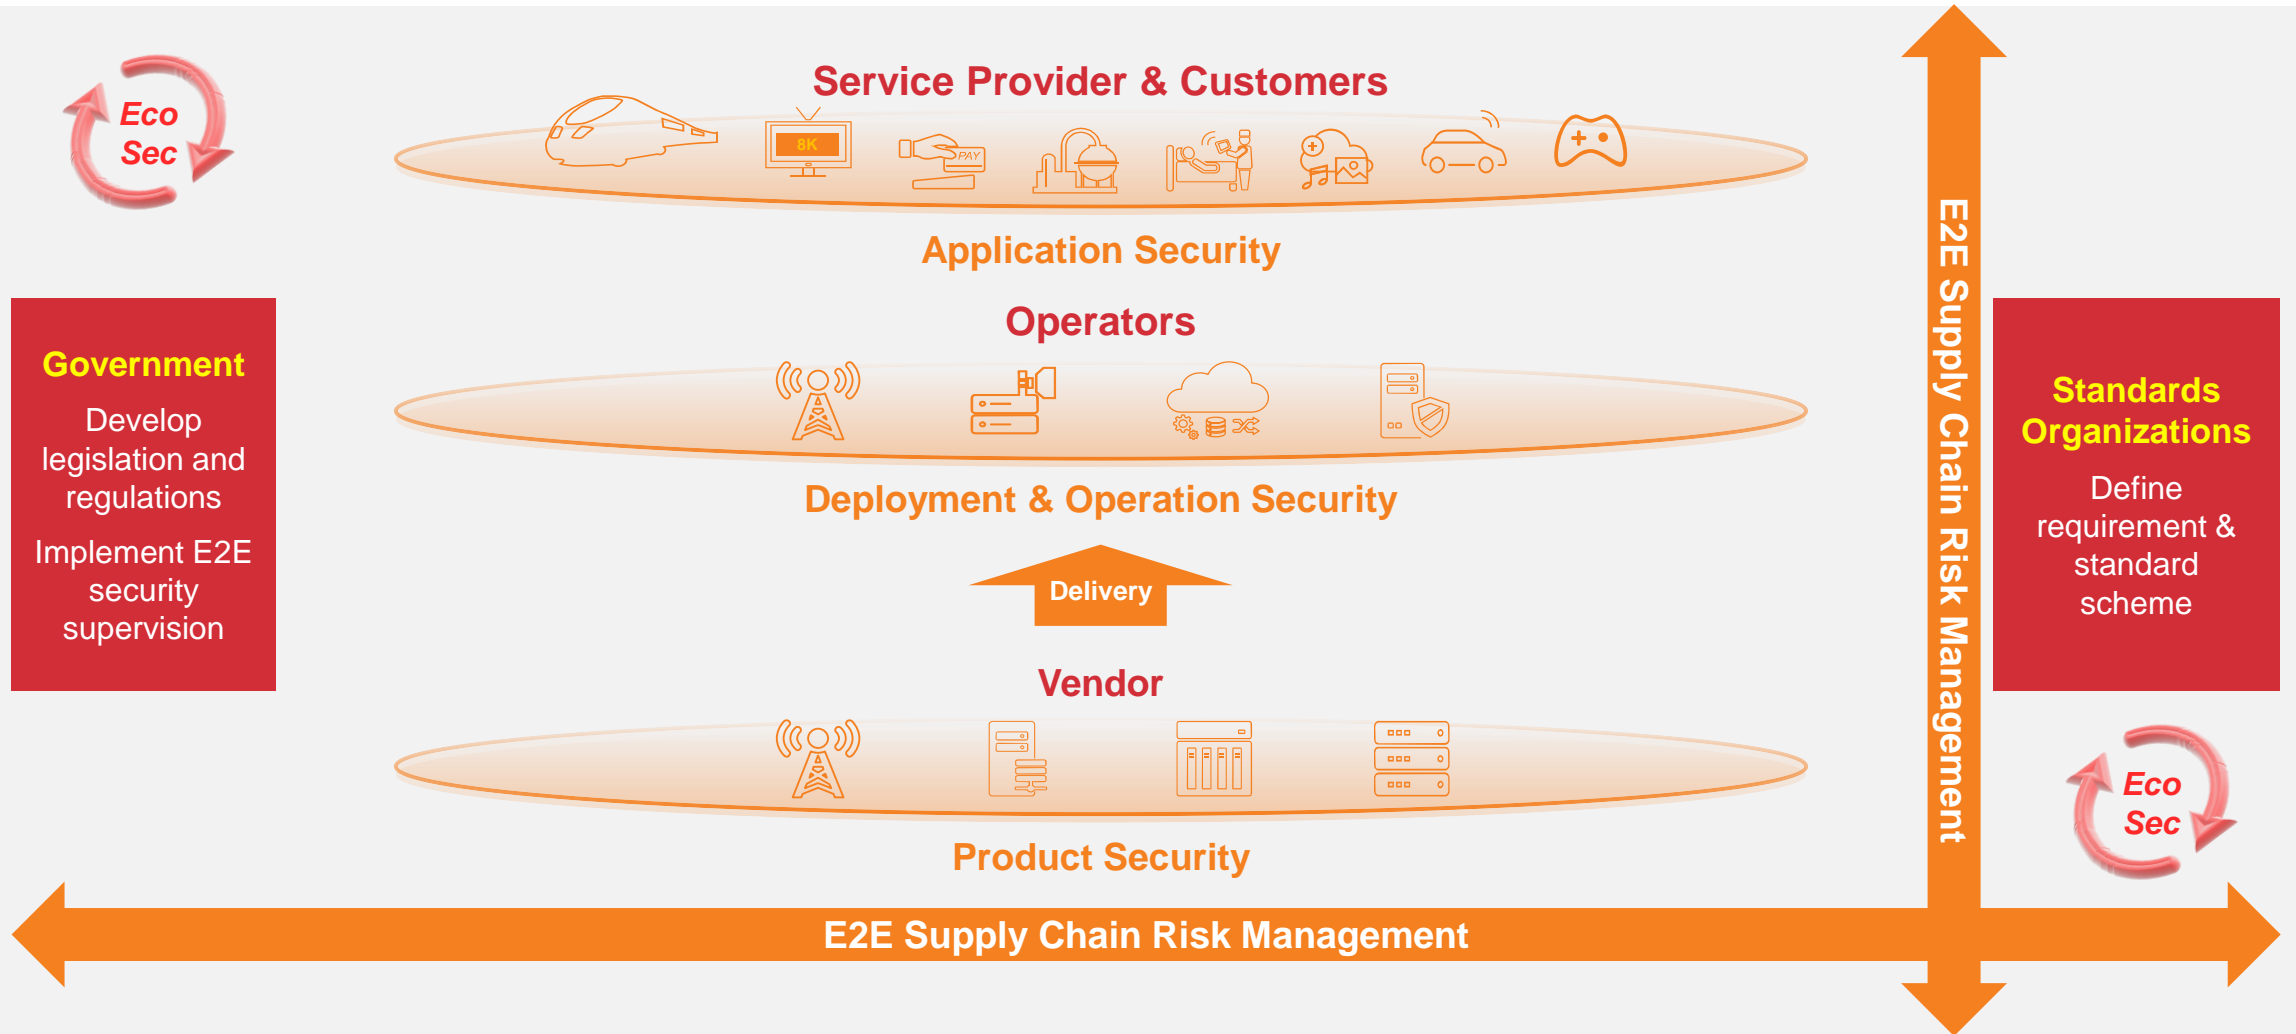 Eco
Sec
Service Provider & Customers
8K
PAY
Application Security
Government
Develop
legislation and
regulations
Implement E2E
security
supervision
Operators
Deployment & Operation Security
Delivery
Vendor
Product Security
E2E Supply Chain Risk Management
Standards
Organizations
Define
requirement &
standard
scheme
Eco
Sec
E2E Supply Chain Risk Management